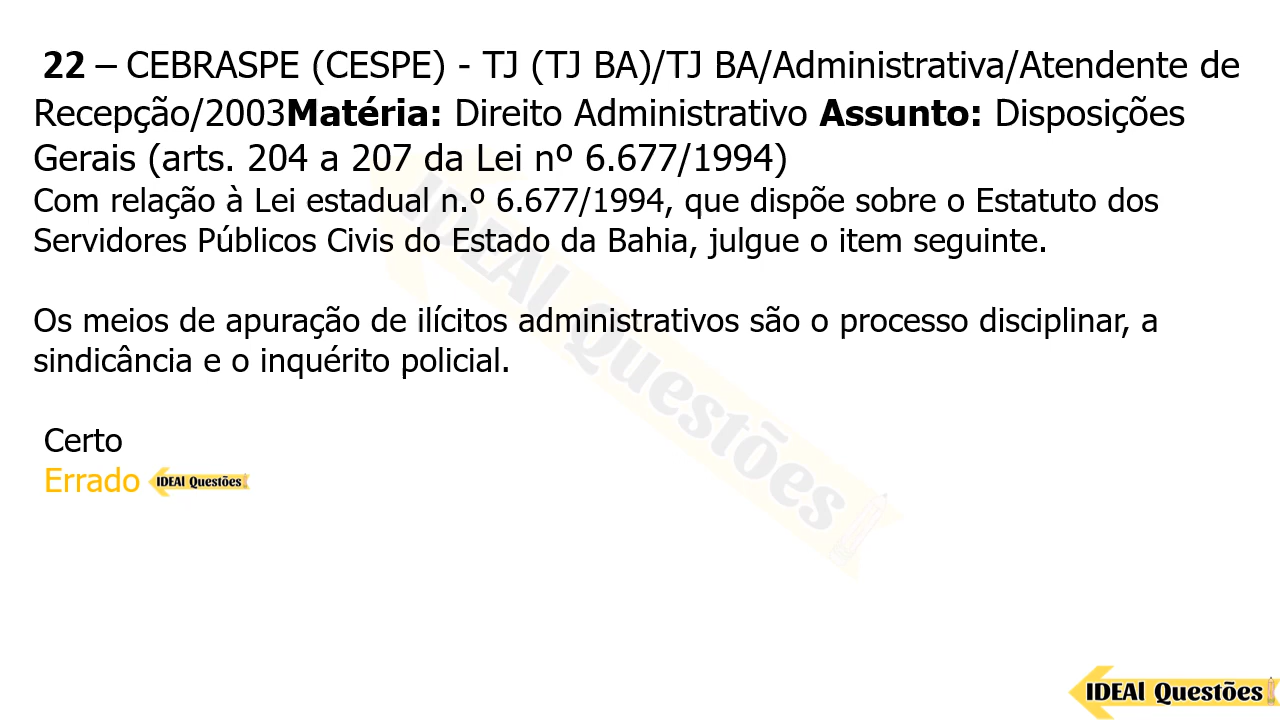 22 – CEBRASPE (CESPE) - TJ (TJ BA)/TJ BA/Administrativa/Atendente de
Recepção/2003Matéria: Direito Administrativo Assunto: Disposições
Gerais (arts. 204 a 207 da Lei nº 6.677/1994)
Com relação à Lei estadual n.º 6.677/1994, que dispõe sobre o Estatuto dos
Servidores Públicos Civis do Estado da Bahia, julgue o item seguinte.
Os meios de apuração de ilícitos administrativos são o processo disciplinar, a
sindicância e o inquérito policial.
Certo
Errado IDEAl Questões
IDEAl Questões
IDEAl Questões